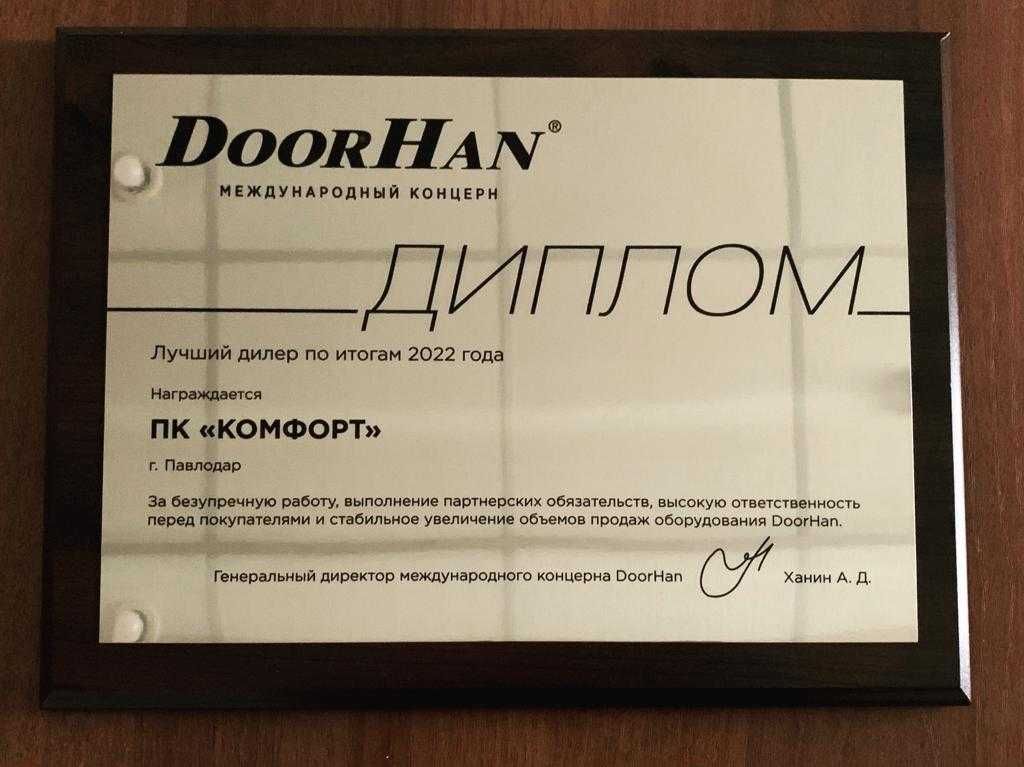 DOORHAN®
МЕЖДУНАРОДНЫЙ КОНЦЕРН
ДИПЛОМ
Лучший дилер по итогам 2022 года
Награждается
ПК «КОМФОРТ»
г. Павлодар
За безупречную работу, выполнение партнерских обязательств, высокую ответственность
перед покупателями и стабильное увеличение объемов продаж оборудования DoorHan.
Генеральный директор международного концерна DoorHan Ханин А. Д.